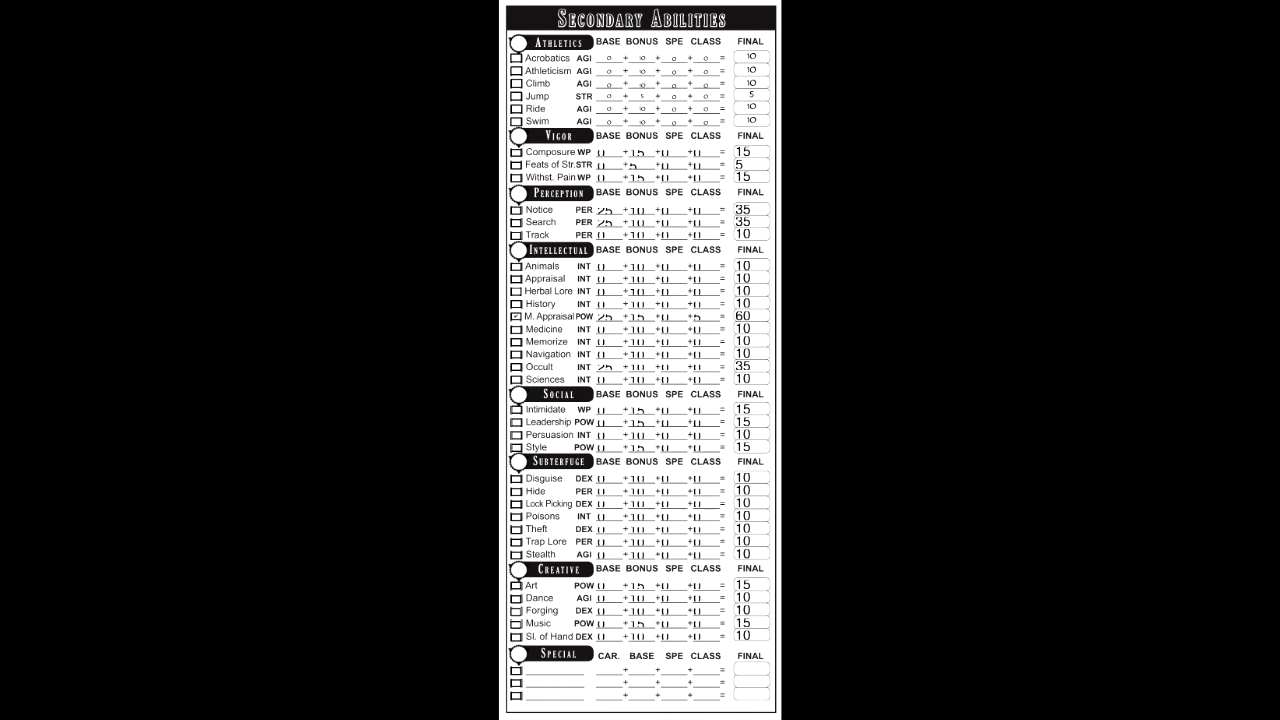 SECONDARY ABILITIES
ATHLETICS BASE BONUS SPE CLASS FINAL
Acrobatics AGI 0 + 10 + 0 + 0 = 10
Athleticism AGI 0 + 10 + 0 + 0 = 10
Climb AGI 0 + 10 + 0 + 0 = 10
Jump STR 0 + 5 + 0 + 0 = 5
Ride AGI 0 + 10 + 0 + 0 = 10
Swim AGI 0 + 10 + 0 + 0 = 10
VIGOR BASE BONUS SPE CLASS FINAL
Composure WP 0 +15 +0 +0 = 15
Feats of Str. STR 0 +5 +0 +0 = 5
Withst. Pain WP 0 +15 +0 +0 = 15
PERCEPTION BASE BONUS SPE CLASS FINAL
Notice PER 25 +10 +0 +0 = 35
Search PER 25 +10 +0 +0 = 35
Track PER 0 +10 +0 +0 = 10
INTELLECTUAL BASE BONUS SPE CLASS FINAL
Animals INT 0 +10 +0 +0 = 10
Appraisal INT 0 +10 +0 +0 = 10
Herbal Lore INT 0 +10 +0 +0 = 10
History INT 0 +10 +0 +0 = 10
M. Appraisal POW 25 +15 +0 +5 = 60
Medicine INT 0 +10 +0 +0 = 10
Memorize INT 0 +10 +0 +0 = 10
Navigation INT 0 +10 +0 +0 = 10
Occult INT 25 +10 +0 +0 = 35
Sciences INT 0 +10 +0 +0 = 10
SOCIAL BASE BONUS SPE CLASS FINAL
Intimidate WP 0 +15 +0 +0 = 15
Leadership POW 0 +15 +0 +0 = 15
Persuasion INT 0 +10 +0 +0 = 10
Style POW 0 +15 +0 +0 = 15
SUBTERFUGE BASE BONUS SPE CLASS FINAL
Disguise DEX 0 +10 +0 +0 = 10
Hide PER 0 +10 +0 +0 = 10
Lock Picking DEX 0 +10 +0 +0 = 10
Poisons INT 0 +10 +0 +0 = 10
Theft DEX 0 +10 +0 +0 = 10
Trap Lore PER 0 +10 +0 +0 = 10
Stealth AGI 0 +10 +0 +0 = 10
CREATIVE BASE BONUS SPE CLASS FINAL
Art POW 0 +15 +0 +0 = 15
Dance AGI 0 +10 +0 +0 = 10
Forging DEX 0 +10 +0 +0 = 10
Music POW 0 +15 +0 +0 = 15
Sl. of Hand DEX 0 +10 +0 +0 = 10
SPECIAL CAR. BASE SPE CLASS FINAL
+ + + =
+ + + =
+ + + =